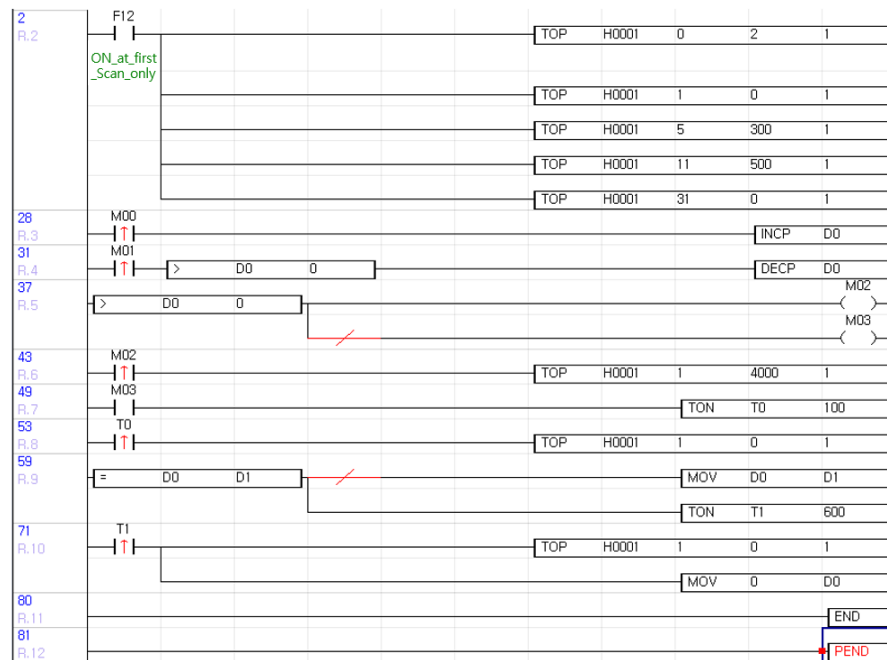 2 F12
R.2 TOP H0001 0 2 1
ON_at_first
_Scan_only
TOP H0001 1 0 1
TOP H0001 5 300 1
TOP H0001 11 500 1
TOP H0001 31 0 1
28 M00
R.3 INCP D0
31 M01
R.4 > D0 0 DECP D0
37 M02
R.5 > D0 0
M03
43 M02
R.6 TOP H0001 1 4000 1
49 M03
R.7 TON T0 100
53 T0
R.8 TOP H0001 1 0 1
59
R.9 = D0 D1 MOV D0 D1
TON T1 600
71 T1
R.10 TOP H0001 1 0 1
MOV 0 D0
80
R.11 END
81
R.12 PEND